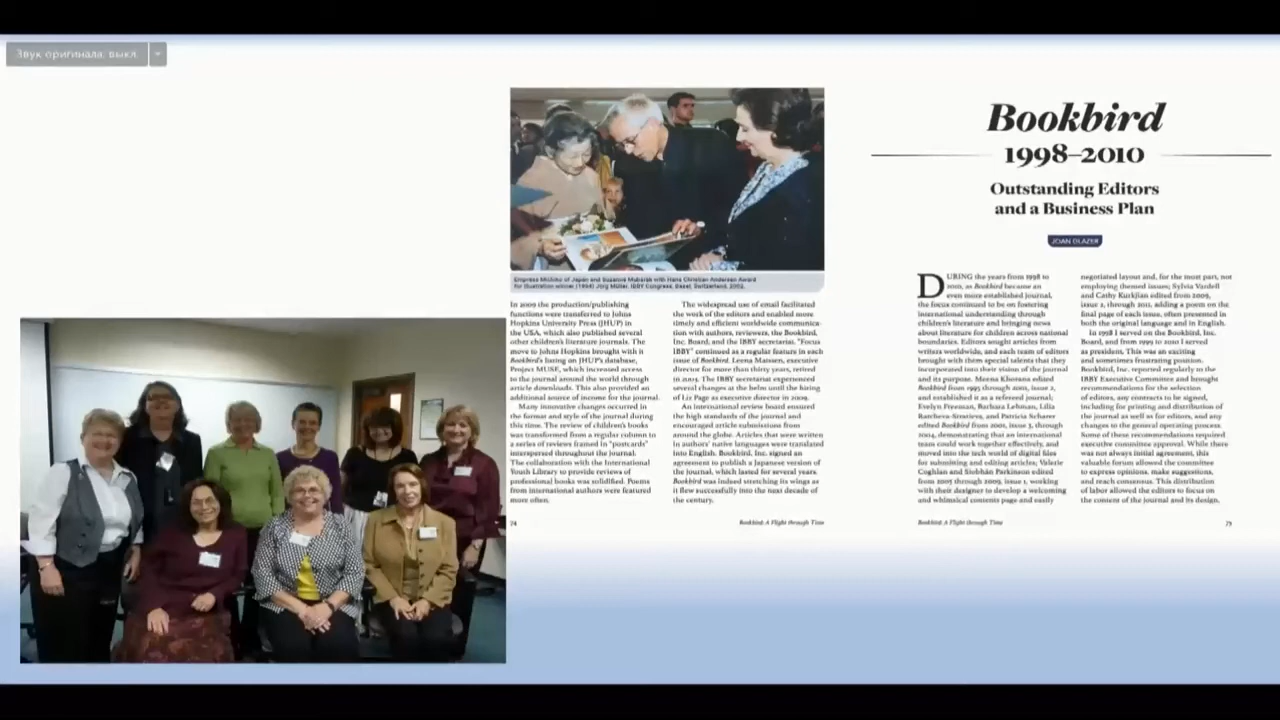 Звук оригинала: выкл.
Empress Michiko of Japan and Suzanne Mubarak with Hans Christian Andersen Award
for Illustration winner (1994) Jörg Müller. IBBY Congress, Basel, Switzerland, 2002.
In 2009 the production/publishing
functions were transferred to Johns
Hopkins University Press (JHUP) in
the USA, which also published several
other children's literature journals. The
move to Johns Hopkins brought with it
Bookbird's listing on JHUP's database,
Project MUSE, which increased access
to the journal around the world through
article downloads. This also provided an
additional source of income for the journal.
Many innovative changes occurred in
the format and style of the journal during
this time. The review of children's books
was transformed from a regular column to
a series of reviews framed in "postcards"
interspersed throughout the journal.
The collaboration with the International
Youth Library to provide reviews of
professional books was solidified. Poems
from international authors were featured
more often.
The widespread use of email facilitated
the work of the editors and enabled more
timely and efficient worldwide communica-
tion with authors, reviewers, the Bookbird,
Inc. Board, and the IBBY secretariat. "Focus
IBBY" continued as a regular feature in each
issue of Bookbird. Leena Maissen, executive
director for more than thirty years, retired
in 2003. The IBBY secretariat experienced
several changes at the helm until the hiring
of Liz Page as executive director in 2009.
An international review board ensured
the high standards of the journal and
encouraged article submissions from
around the globe. Articles that were written
in authors' native languages were translated
into English. Bookbird, Inc. signed an
agreement to publish a Japanese version of
the journal, which lasted for several years.
Bookbird was indeed stretching its wings as
it flew successfully into the next decade of
the century.
74
Bookbird: A Flight through Time
Bookbird
1998–2010
Outstanding Editors
and a Business Plan
JOAN GLAZER
DURING the years from 1998 to
2010, as Bookbird became an
even more established journal,
the focus continued to be on fostering
international understanding through
children's literature and bringing news
about literature for children across national
boundaries. Editors sought articles from
writers worldwide, and each team of editors
brought with them special talents that they
incorporated into their vision of the journal
and its purpose. Meena Khorana edited
Bookbird from 1995 through 2001, issue 2,
and established it as a refereed journal;
Evelyn Freeman, Barbara Lehman, Lilia
Ratcheva-Stratieva, and Patricia Scharer
edited Bookbird from 2001, issue 3, through
2004, demonstrating that an international
team could work together effectively, and
moved into the tech world of digital files
for submitting and editing articles; Valerie
Coghlan and Siobhán Parkinson edited
from 2005 through 2009, issue 1, working
with their designer to develop a welcoming
and whimsical contents page and easily
negotiated layout and, for the most part, not
employing themed issues; Sylvia Vardell
and Cathy Kurkjian edited from 2009,
issue 2, through 2011, adding a poem on the
final page of each issue, often presented in
both the original language and in English.
In 1998 I served on the Bookbird, Inc.
Board, and from 1999 to 2010 I served
as president. This was an exciting
and sometimes frustrating position.
Bookbird, Inc. reported regularly to the
IBBY Executive Committee and brought
recommendations for the selection
of editors, any contracts to be signed,
including for printing and distribution of
the journal as well as for editors, and any
changes to the general operating process.
Some of these recommendations required
executive committee approval. While there
was not always initial agreement, this
valuable forum allowed the committee
to express opinions, make suggestions,
and reach consensus. This distribution
of labor allowed the editors to focus on
the content of the journal and its design,
Bookbird: A Flight through Time